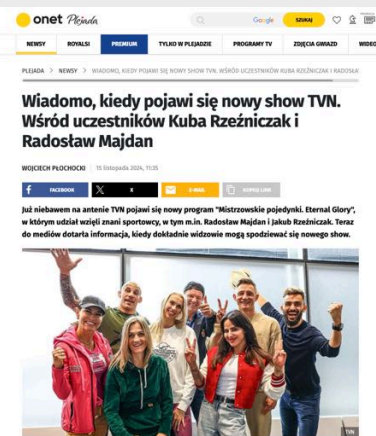 onet Plejada
Google
SZUKAJ
NEWSY ROYALSI PREMIUM TYLKO W PLEJADZIE PROGRAMY TV ZDJĘCIA GWIAZD WIDEO
PLEJADA > NEWSY > WIADOMO, KIEDY POJAWI SIĘ NOWY SHOW TVN. WŚRÓD UCZESTNIKÓW KUBA RZEŹNICZAK I RADOSŁA
Wiadomo, kiedy pojawi się nowy show TVN.
Wśród uczestników Kuba Rzeźniczak i
Radosław Majdan
WOJCIECH PŁOCHOCKI 15 listopada 2024, 11:35
FACEBOOK X E-MAIL KOPIUJ LINK
Już niebawem na antenie TVN pojawi się nowy program "Mistrzowskie pojedynki. Eternal Glory",
w którym udział wzięli znani sportowcy, w tym m.in. Radosław Majdan i Jakub Rzeźniczak. Teraz
do mediów dotarła informacja, kiedy dokładnie widzowie mogą spodziewać się nowego show.
TVN